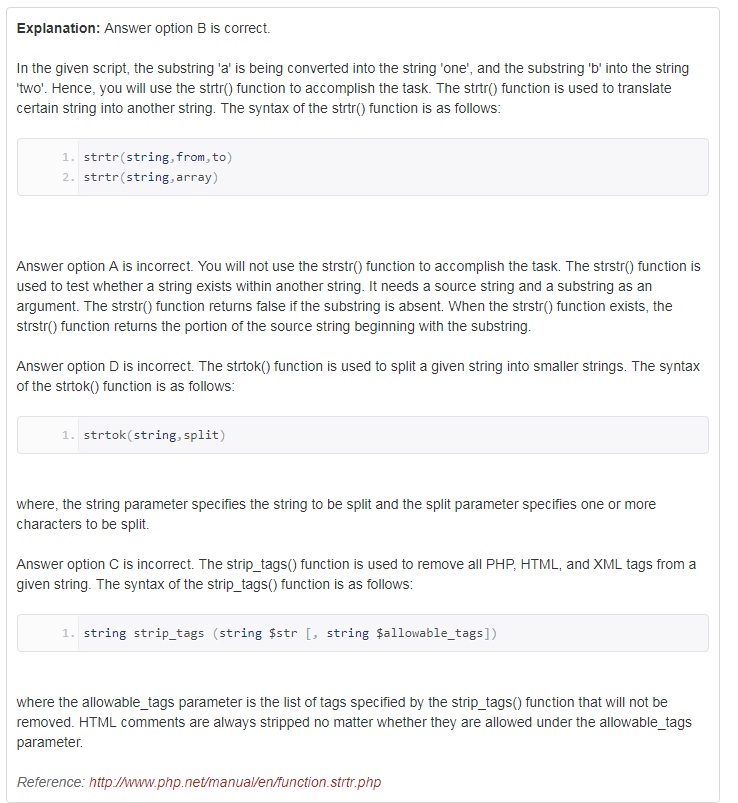 Explanation: Answer option B is correct.
In the given script, the substring 'a' is being converted into the string 'one', and the substring 'b' into the string
'two'. Hence, you will use the strtr() function to accomplish the task. The strtr() function is used to translate
certain string into another string. The syntax of the strtr() function is as follows:
1. strtr(string,from,to)
2. strtr(string,array)
Answer option A is incorrect. You will not use the strstr() function to accomplish the task. The strstr() function is
used to test whether a string exists within another string. It needs a source string and a substring as an
argument. The strstr() function returns false if the substring is absent. When the strstr() function exists, the
strstr() function returns the portion of the source string beginning with the substring.
Answer option D is incorrect. The strtok() function is used to split a given string into smaller strings. The syntax
of the strtok() function is as follows:
1. strtok(string,split)
where, the string parameter specifies the string to be split and the split parameter specifies one or more
characters to be split.
Answer option C is incorrect. The strip_tags() function is used to remove all PHP, HTML, and XML tags from a
given string. The syntax of the strip_tags() function is as follows:
1. string strip_tags (string $str [, string $allowable_tags])
where the allowable_tags parameter is the list of tags specified by the strip_tags() function that will not be
removed. HTML comments are always stripped no matter whether they are allowed under the allowable_tags
parameter.
Reference: http://www.php.net/manual/en/function.strtr.php